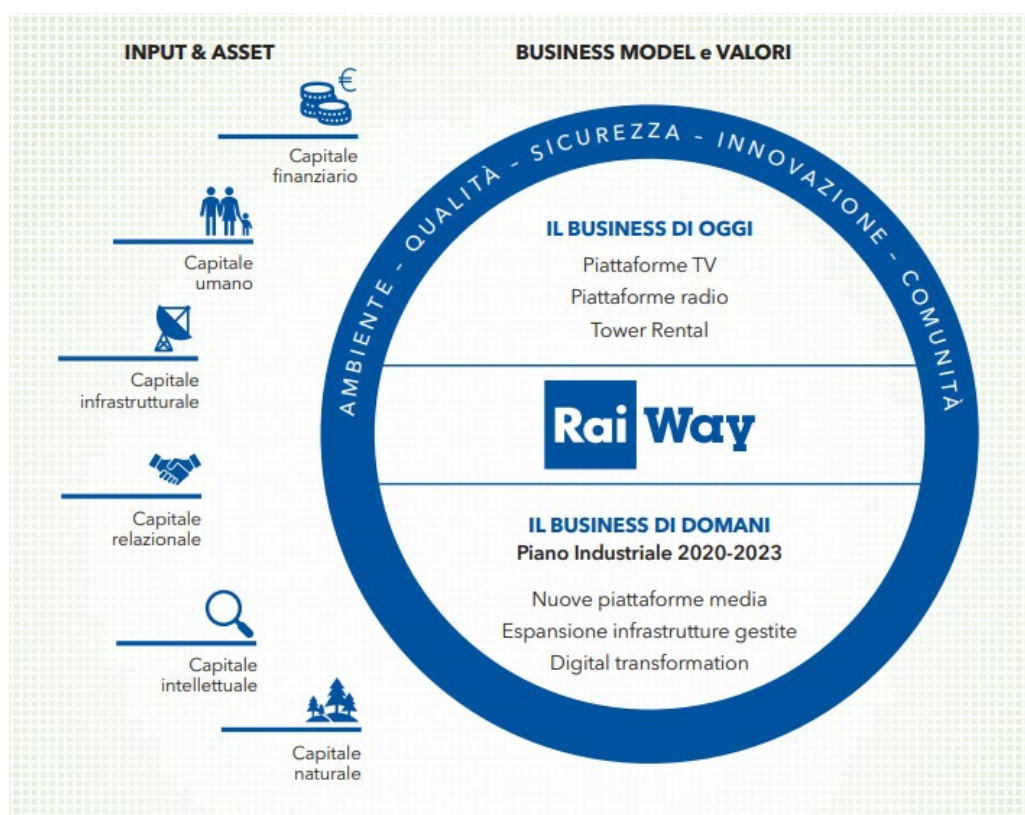 INPUT & ASSET
€
Capitale
finanziario
Capitale
umano
Capitale
infrastrutturale
Capitale
relazionale
Capitale
intellettuale
Capitale
naturale
BUSINESS MODEL e VALORI
AMBIENTE - QUALITÀ - SICUREZZA - INNOVAZIONE - COMUNITÀ
IL BUSINESS DI OGGI
Piattaforme TV
Piattaforme radio
Tower Rental
Rai Way
IL BUSINESS DI DOMANI
Piano Industriale 2020-2023
Nuove piattaforme media
Espansione infrastrutture gestite
Digital transformation